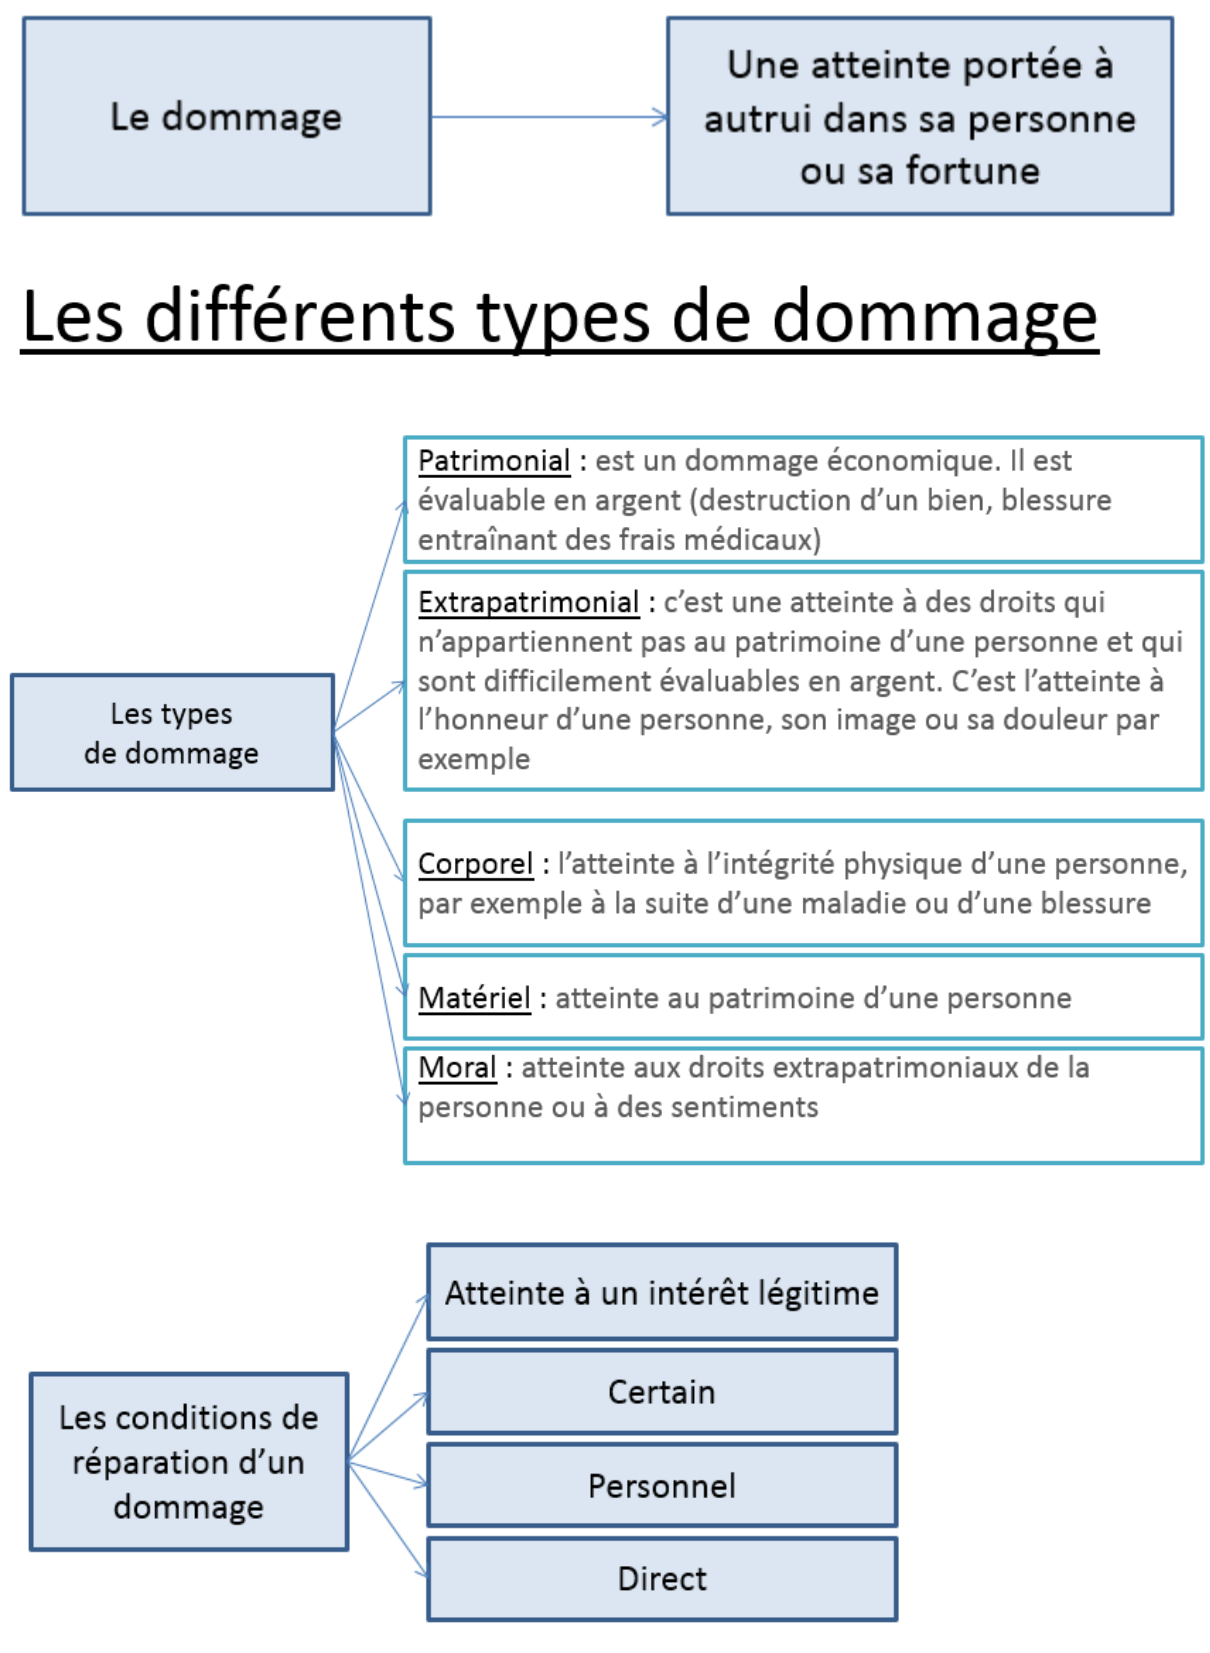 Le dommage
Une atteinte portée à
autrui dans sa personne
ou sa fortune
Les différents types de dommage
Les types
de dommage
Patrimonial : est un dommage économique. Il est
évaluable en argent (destruction d’un bien, blessure
entraînant des frais médicaux)
Extrapatrimonial : c’est une atteinte à des droits qui
n’appartiennent pas au patrimoine d’une personne et qui
sont difficilement évaluables en argent. C’est l’atteinte à
l’honneur d’une personne, son image ou sa douleur par
exemple
Corporel : l’atteinte à l’intégrité physique d’une personne,
par exemple à la suite d’une maladie ou d’une blessure
Matériel : atteinte au patrimoine d’une personne
Moral : atteinte aux droits extrapatrimoniaux de la
personne ou à des sentiments
Les conditions de
réparation d’un
dommage
Atteinte à un intérêt légitime
Certain
Personnel
Direct